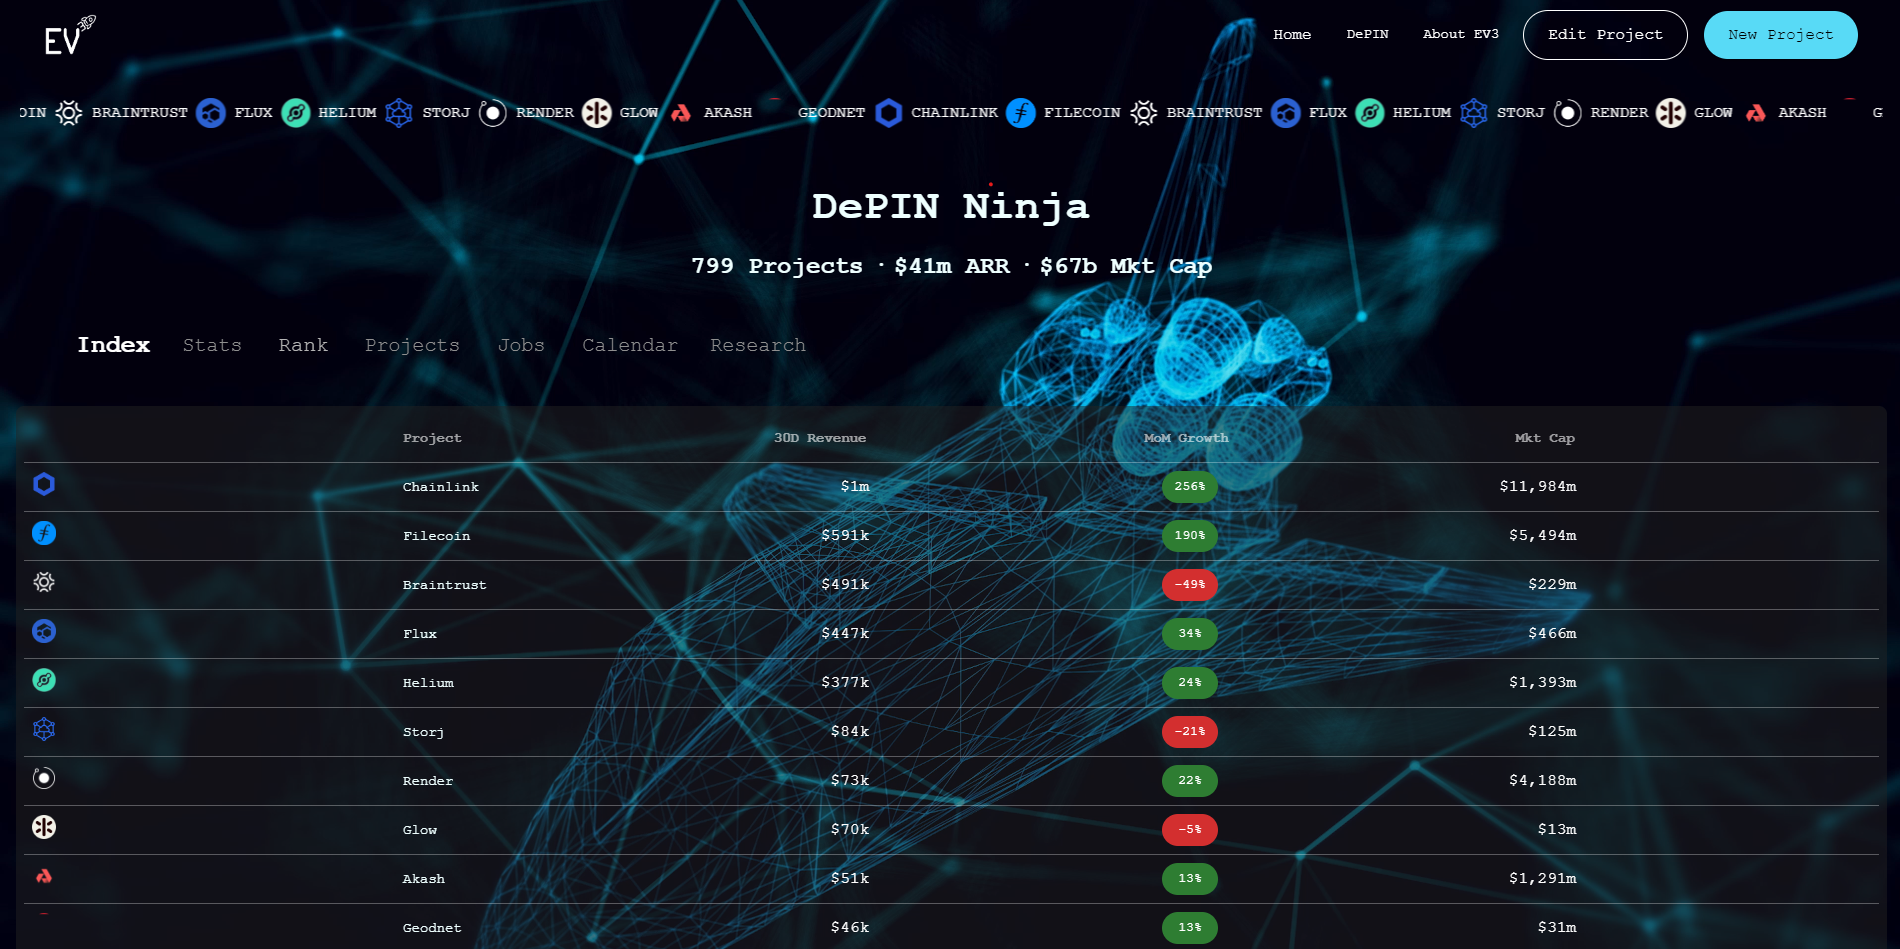 EV
Home DePIN About EV3 Edit Project New Project
OIN BRAINTRUST FLUX HELIUM STORJ RENDER GLOW AKASH GEODNET CHAINLINK FILECOIN BRAINTRUST FLUX HELIUM STORJ RENDER GLOW AKASH G
DePIN Ninja
799 Projects · $41m ARR · $67b Mkt Cap
Index Stats Rank Projects Jobs Calendar Research
Project 30D Revenue MoM Growth Mkt Cap
Chainlink $1m 256% $11,984m
Filecoin $591k 190% $5,494m
Braintrust $491k -49% $229m
Flux $447k 34% $466m
Helium $377k 24% $1,393m
Storj $84k -21% $125m
Render $73k 22% $4,188m
Glow $70k -5% $13m
Akash $51k 13% $1,291m
Geodnet $46k 13% $31m